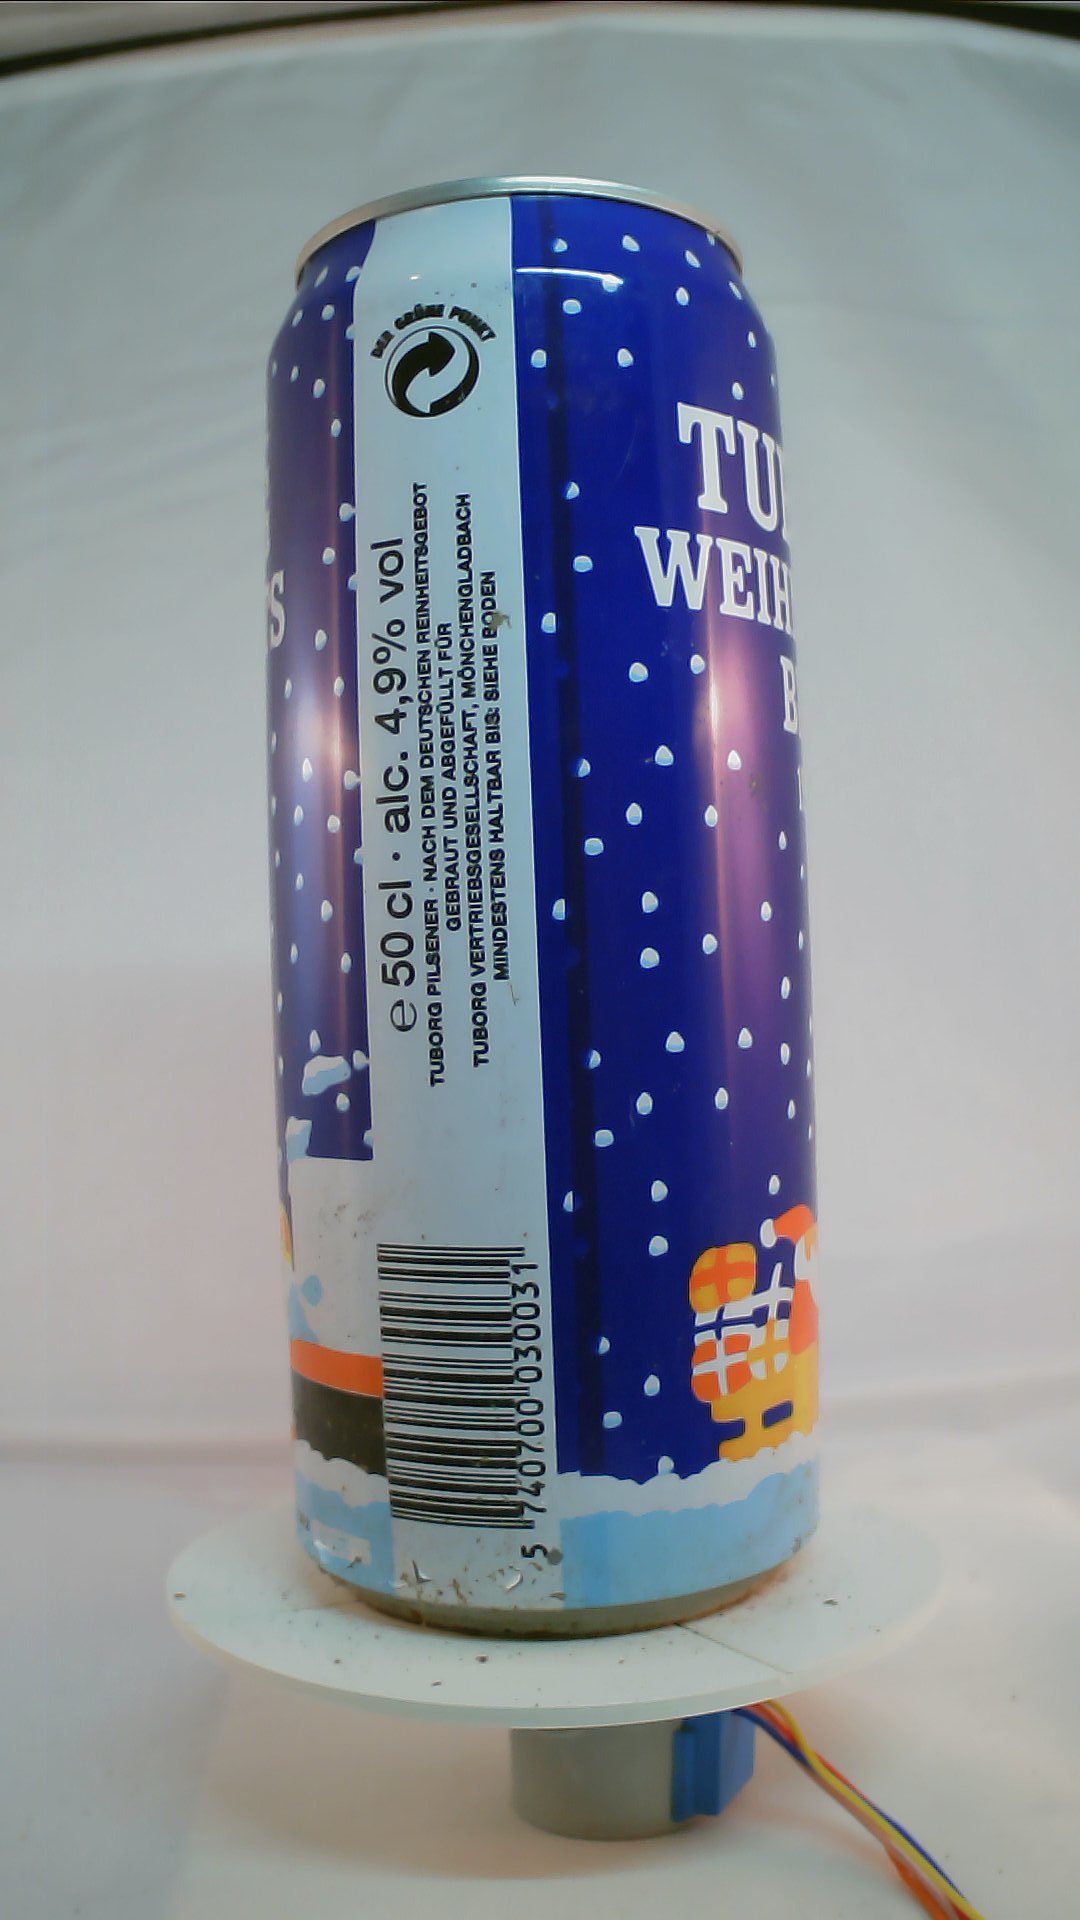 DER GRÜNE PUNKT
e 50 cl · alc. 4,9% vol
TUBORG PILSENER · NACH DEM DEUTSCHEN REINHEITSGEBOT
GEBRAUT UND ABGEFÜLLT FÜR
TUBORG VERTRIEBSGESELLSCHAFT, MÖNCHENGLADBACH
MINDESTENS HALTBAR BIS: SIEHE BODEN
5 740700 030031
S
TU
WEIH
B